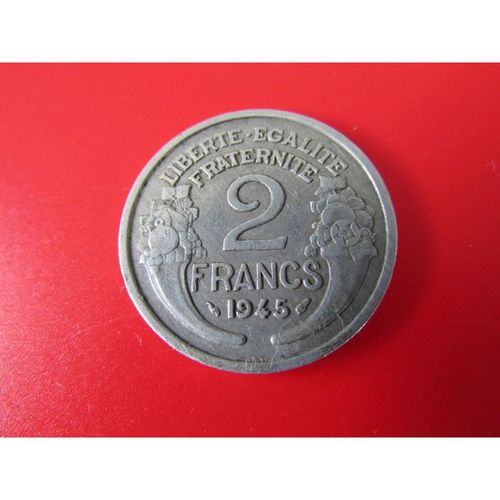 LIBERTE·EGALITE
FRATERNITE
2
FRANCS
1945